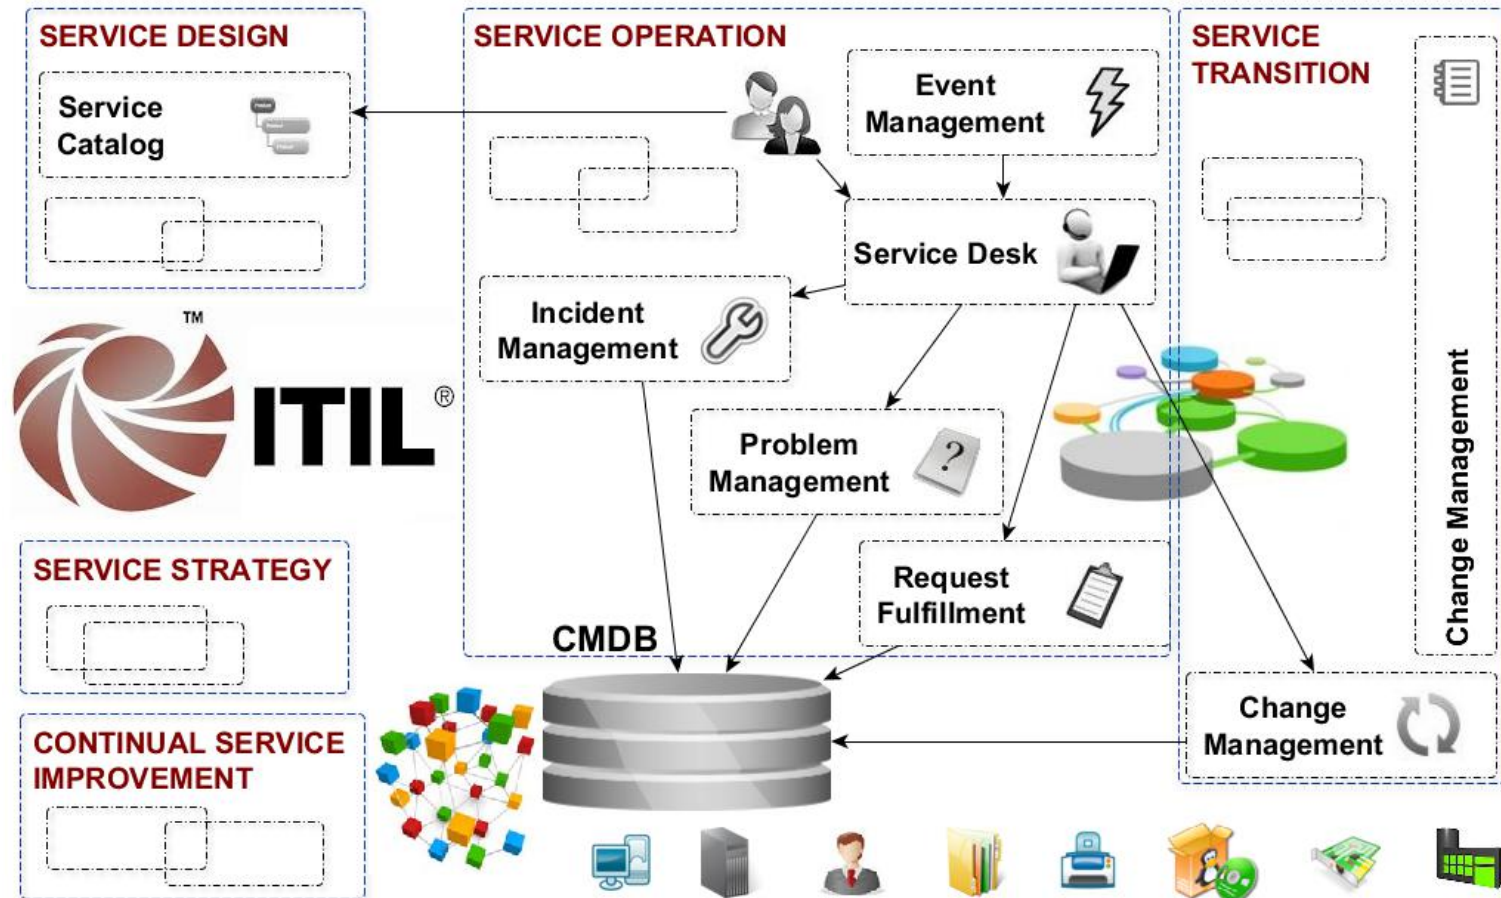 SERVICE DESIGN
Service
Catalog
SERVICE OPERATION
Event
Management
Service Desk
Incident
Management
Problem
Management
?
Request
Fulfillment
SERVICE
TRANSITION
Change Management
Change
Management
TM
ITIL®
SERVICE STRATEGY
CONTINUAL SERVICE
IMPROVEMENT
CMDB